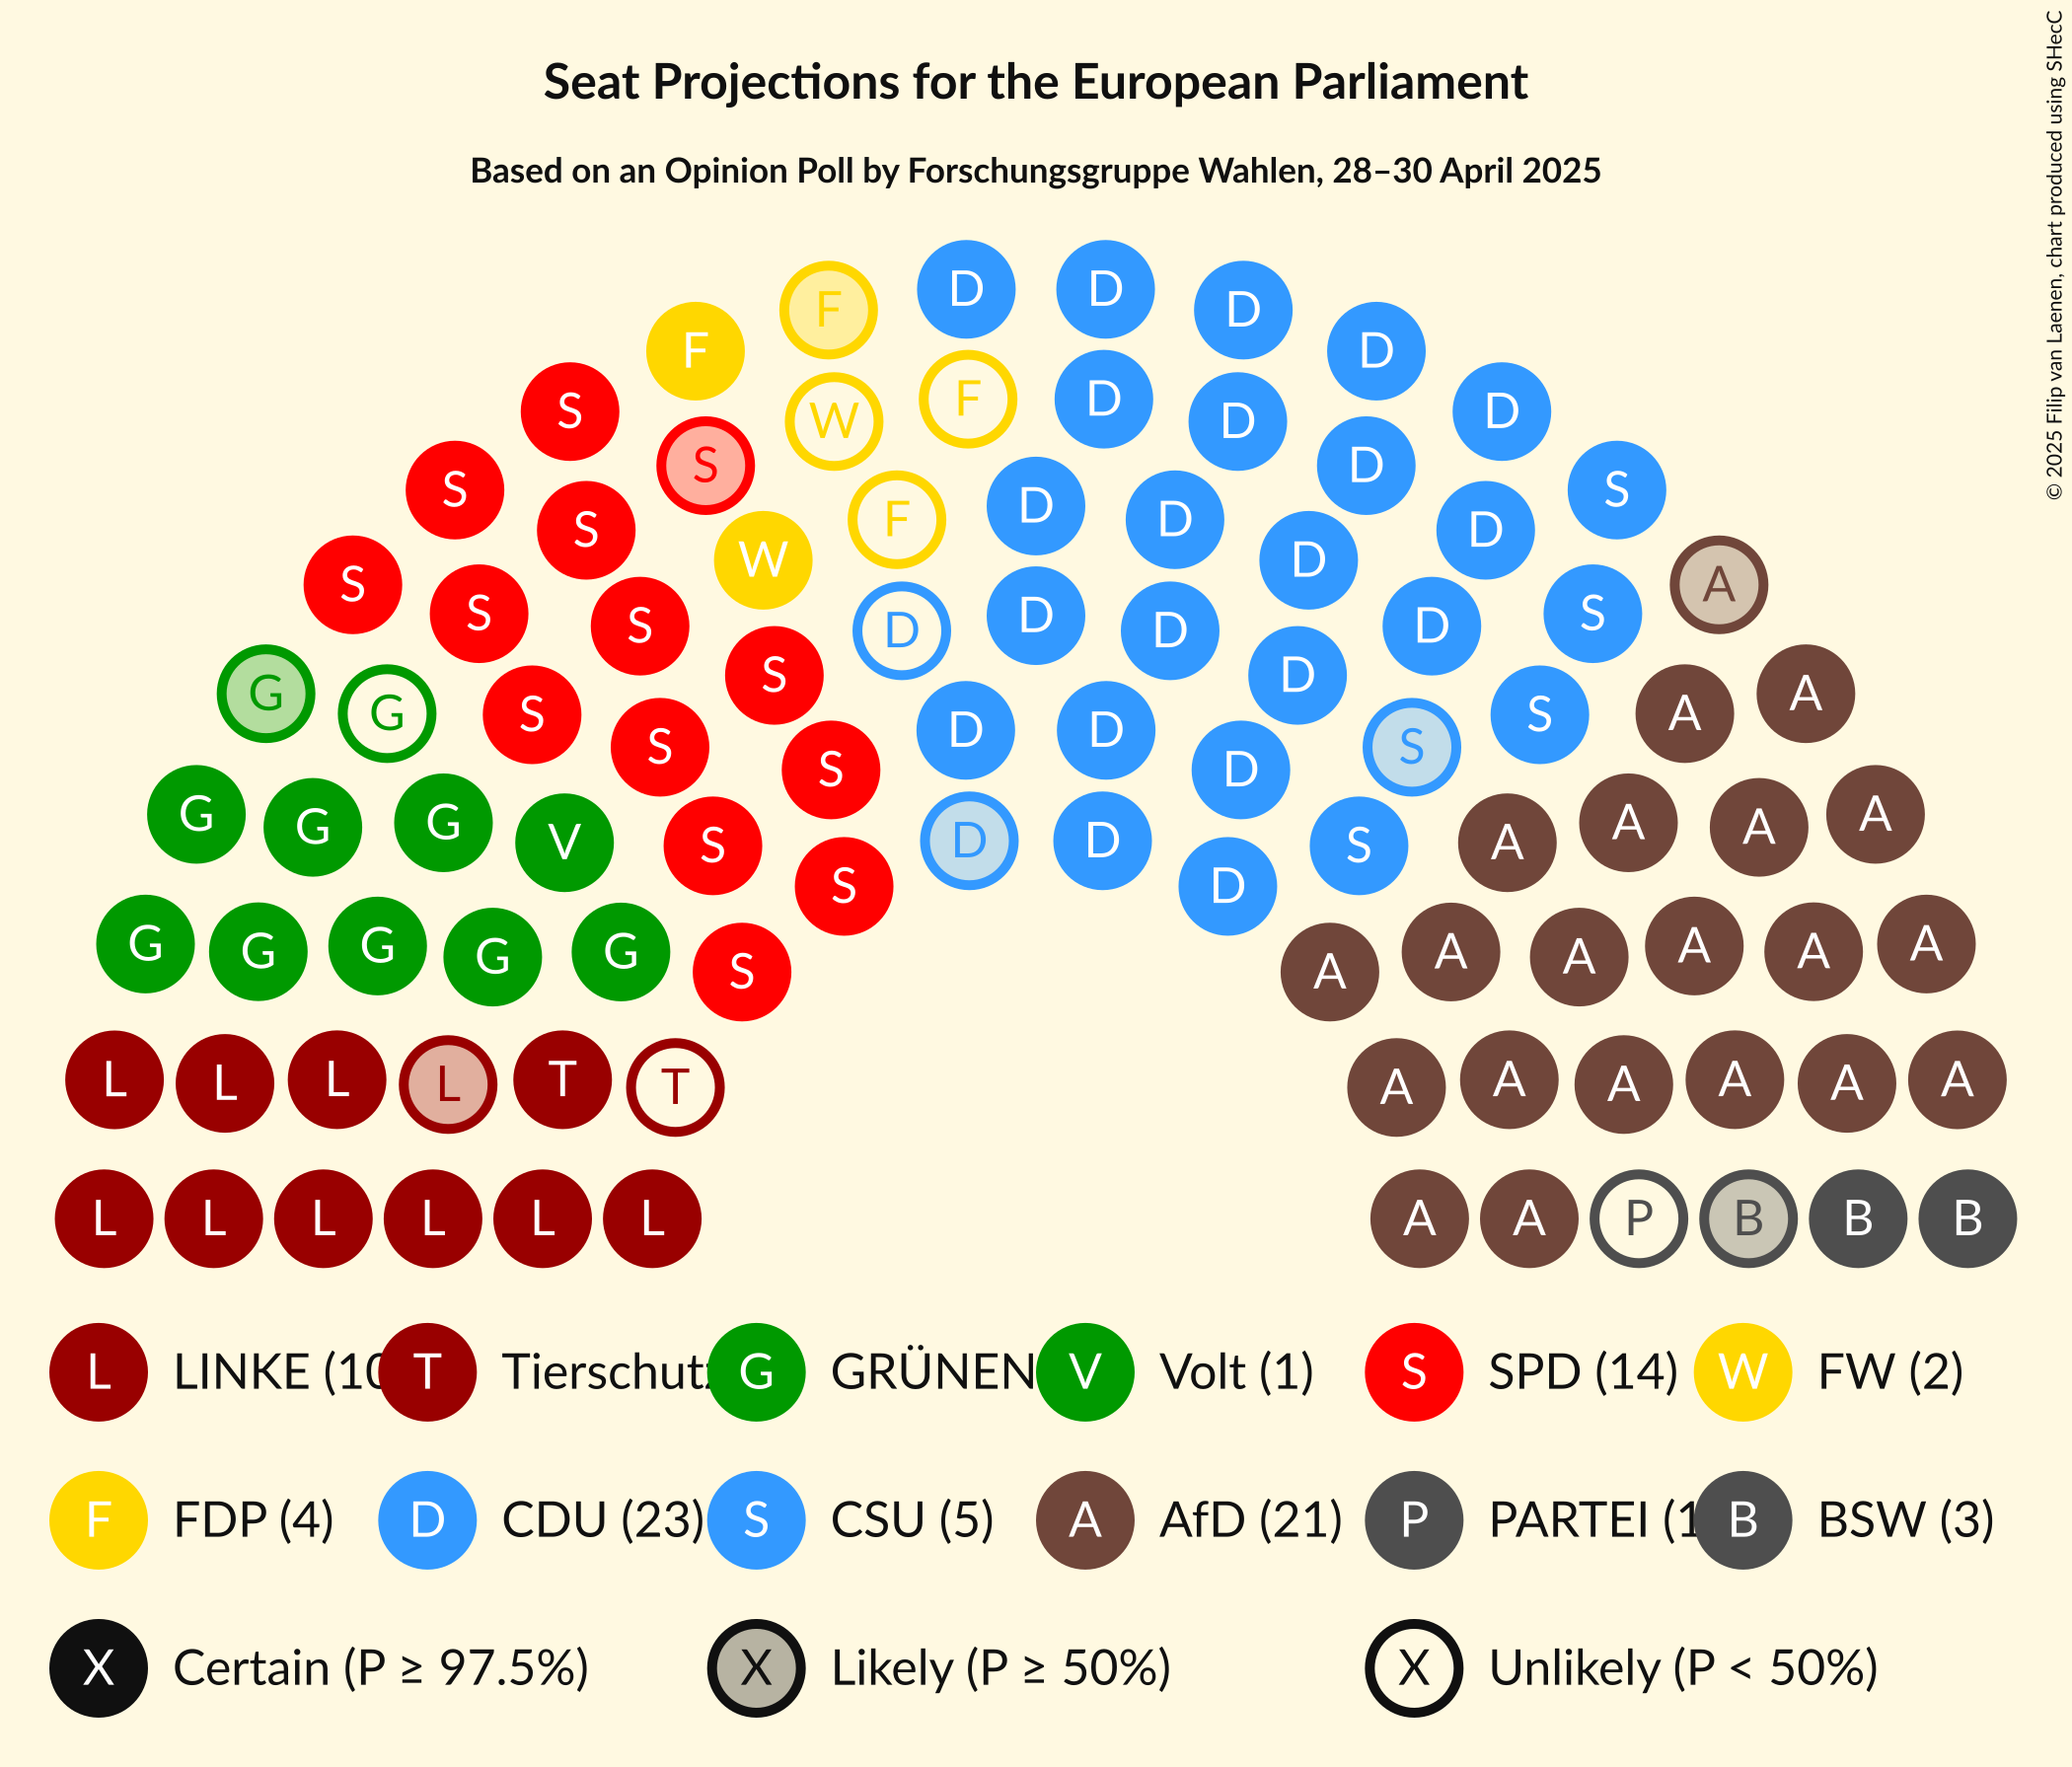 Seat Projections for the European Parliament
Based on an Opinion Poll by Forschungsgruppe Wahlen, 28–30 April 2025
© 2025 Filip van Laenen, chart produced using SHecC
F D D D D
F W F D D D D D
S S S F D D D D S
S S W D D D D D S A
S S S S D D D S S A A
G G S S S D D D S A A A A
G G G V S S D D D A A A A A A
G G G G G S A A A A A A
L L L L T T A A A A A A
L L L L L L A A P B B B
L LINKE (10 T Tierschutz G GRÜNEN V Volt (1) S SPD (14) W FW (2)
F FDP (4) D CDU (23) S CSU (5) A AfD (21) P PARTEI (1 B BSW (3)
X Certain (P ≥ 97.5%) X Likely (P ≥ 50%) X Unlikely (P < 50%)